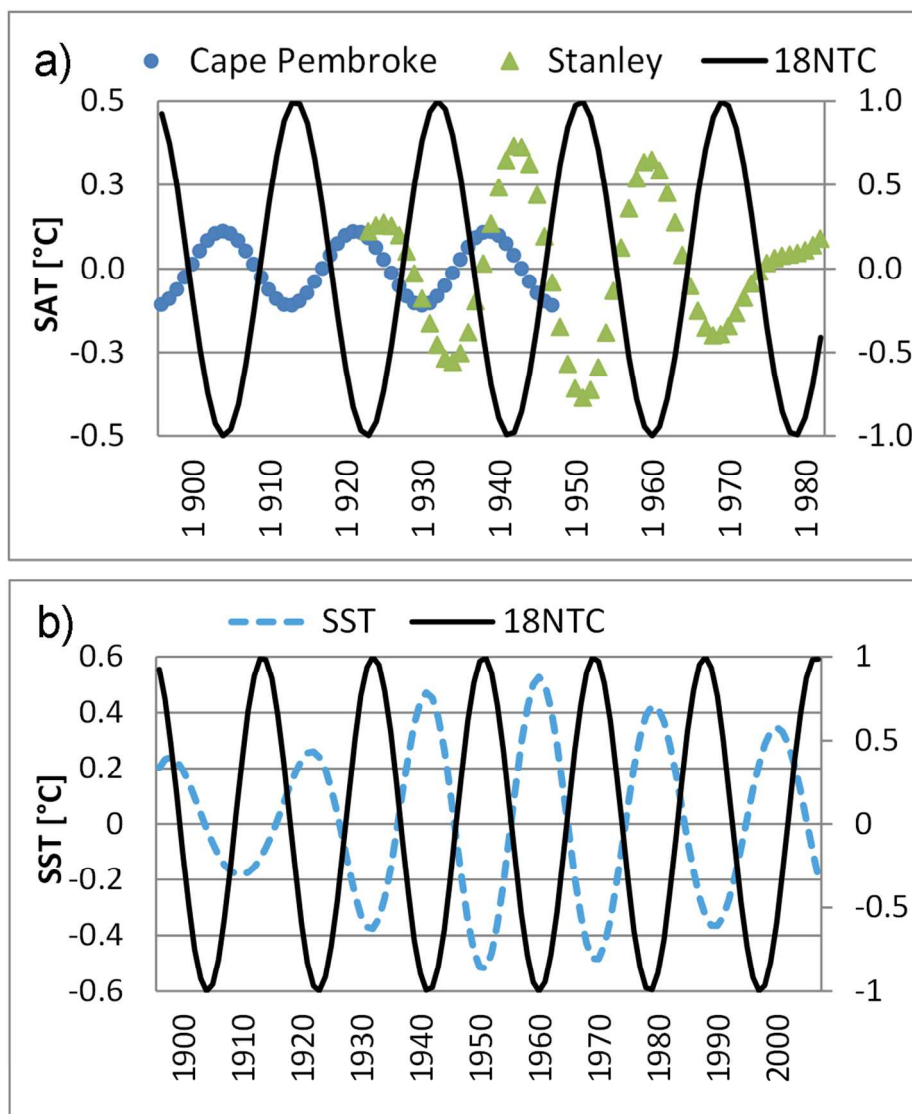 a)
Cape Pembroke Stanley 18NTC
0.5 1.0
0.3 0.5
0.0 0.0
-0.3 -0.5
-0.5 -1.0
SAT [°C]
1 900 1 910 1 920 1 930 1 940 1 950 1 960 1 970 1 980
b)
SST 18NTC
0.6 1
0.4 0.5
0.2
0 0
-0.2
-0.4 -0.5
-0.6 -1
SST [°C]
1900 1910 1920 1930 1940 1950 1960 1970 1980 1990 2000